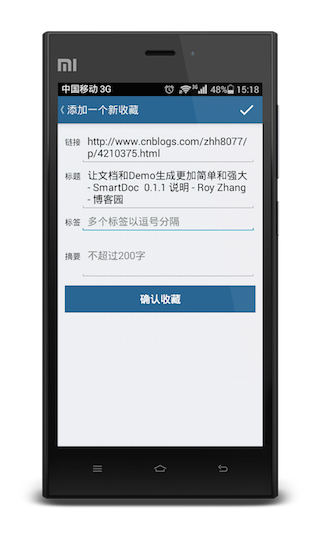 mi
中国移动 3G 3G 48% 15:18
添加一个新收藏
链接 http://www.cnblogs.com/zhh8077/
p/4210375.html
标题 让文档和Demo生成更加简单和强大
- SmartDoc 0.1.1 说明 - Roy Zhang
- 博客园
标签 多个标签以逗号分隔
摘要 不超过200字
确认收藏